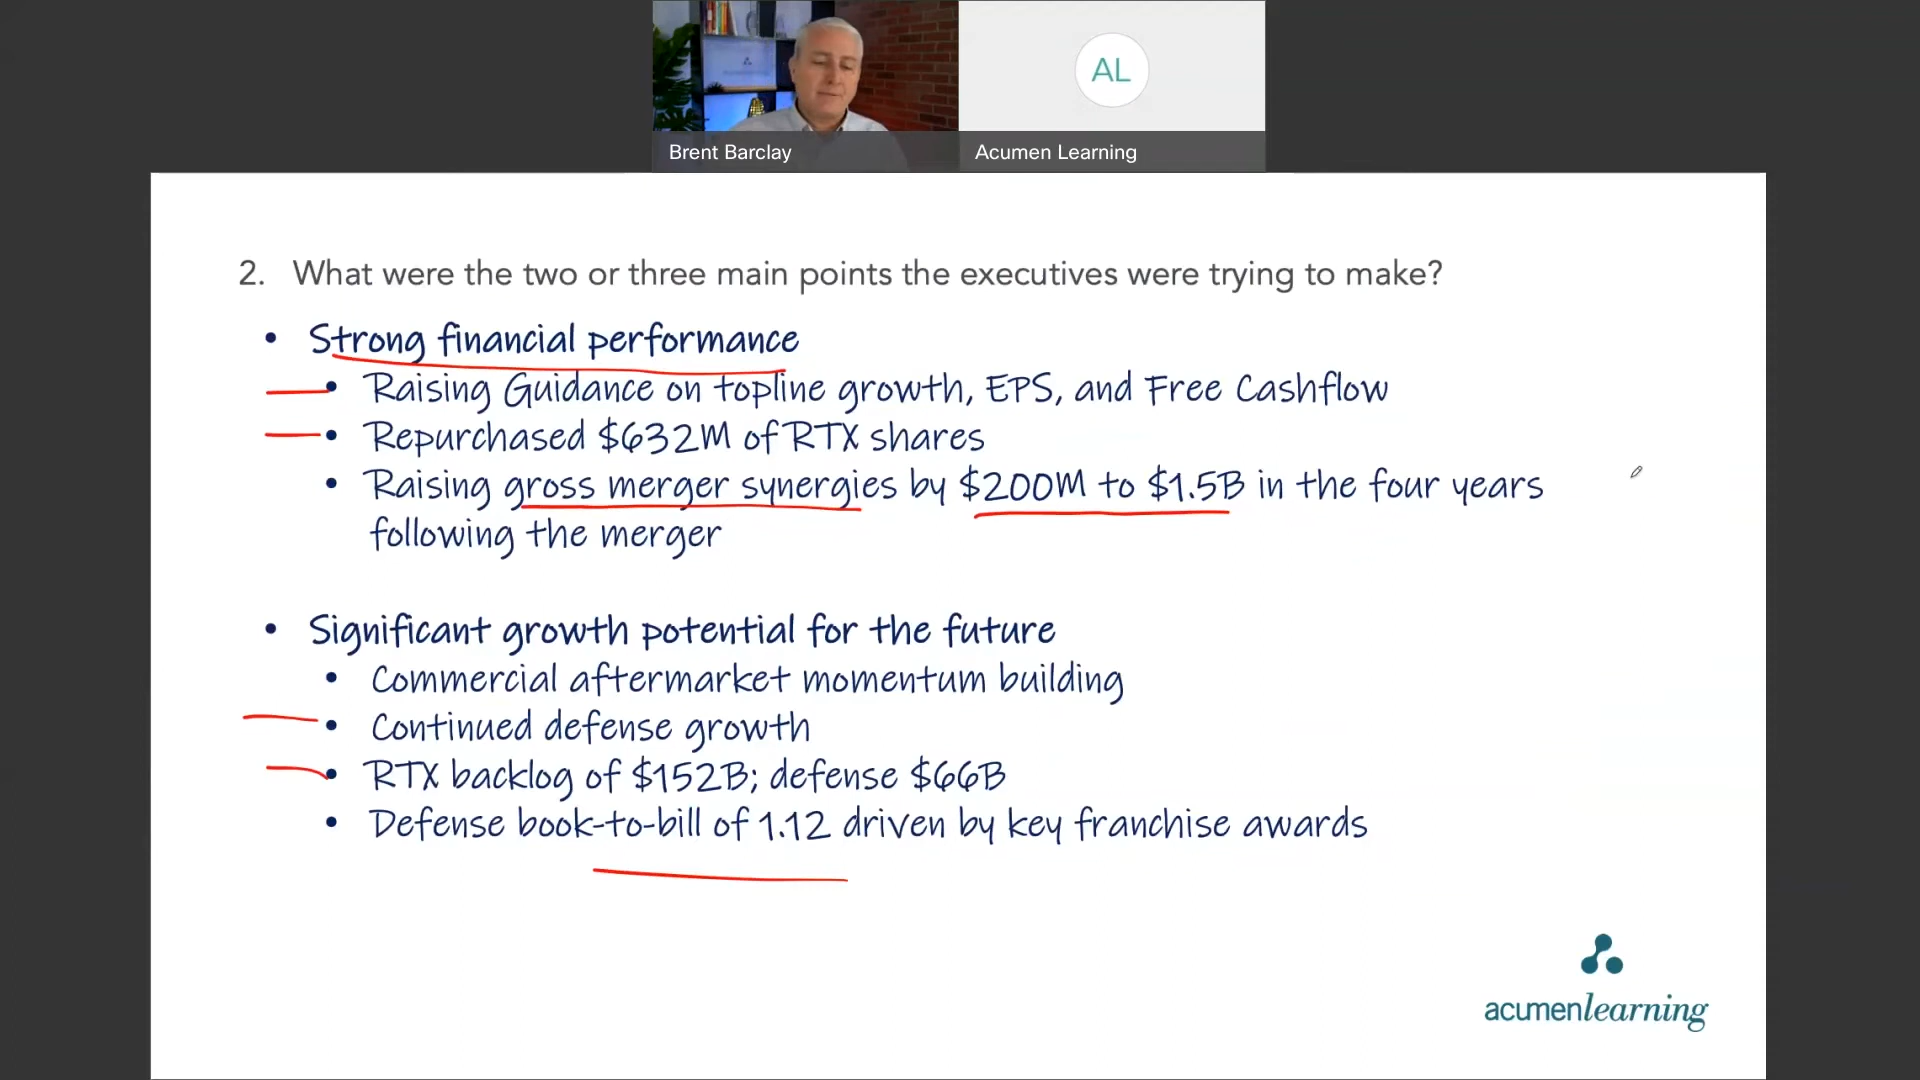 AL
Brent Barclay
Acumen Learning
2. What were the two or three main points the executives were trying to make?
• Strong financial performance
• Raising Guidance on topline growth, EPS, and Free Cashflow
• Repurchased $632M of RTX shares
• Raising gross merger synergies by $200M to $1.5B in the four years
following the merger
• Significant growth potential for the future
• Commercial aftermarket momentum building
• Continued defense growth
• RTX backlog of $152B; defense $66B
• Defense book-to-bill of 1.12 driven by key franchise awards
acumenlearning